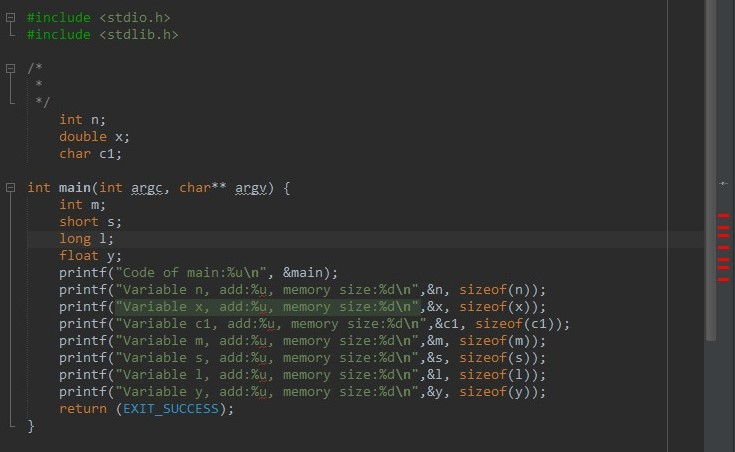 #include <stdio.h>
#include <stdlib.h>
/*
*
*/
int n;
double x;
char c1;
int main(int argc, char** argv) {
int m;
short s;
long l;
float y;
printf("Code of main:%u\n", &main);
printf("Variable n, add:%u, memory size:%d\n",&n, sizeof(n));
printf("Variable x, add:%u, memory size:%d\n",&x, sizeof(x));
printf("Variable c1, add:%u, memory size:%d\n",&c1, sizeof(c1));
printf("Variable m, add:%u, memory size:%d\n",&m, sizeof(m));
printf("Variable s, add:%u, memory size:%d\n",&s, sizeof(s));
printf("Variable l, add:%u, memory size:%d\n",&l, sizeof(l));
printf("Variable y, add:%u, memory size:%d\n",&y, sizeof(y));
return (EXIT_SUCCESS);
}